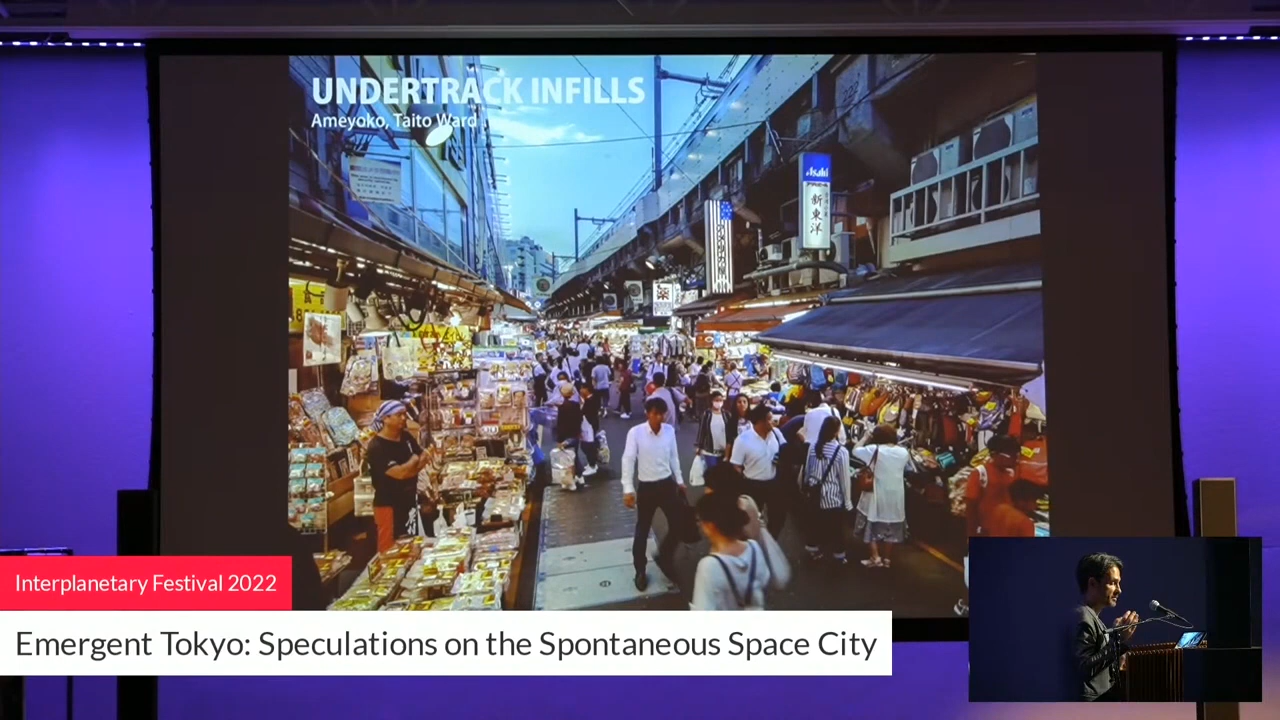 UNDERTRACK INFILLS
Ameyoko, Taito Ward
Asahi
新東洋
Interplanetary Festival 2022
Emergent Tokyo: Speculations on the Spontaneous Space City